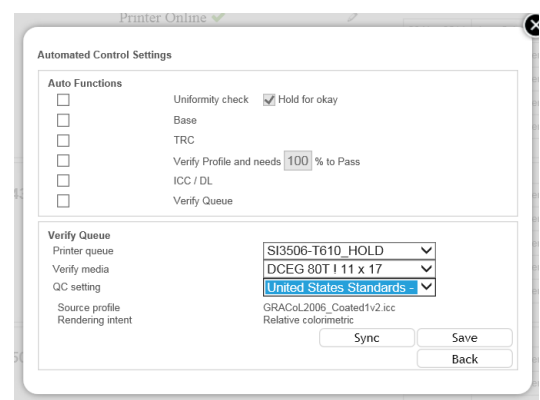 Printer Online
Automated Control Settings
Auto Functions
Uniformity check Hold for okay
Base
TRC
Verify Profile and needs 100 % to Pass
ICC / DL
Verify Queue
Verify Queue
Printer queue SI3506-T610_HOLD
Verify media DCEG 80T ! 11 x 17
QC setting United States Standards -
Source profile GRACoL2006_Coated1v2.icc
Rendering intent Relative colorimetric
Sync Save
Back